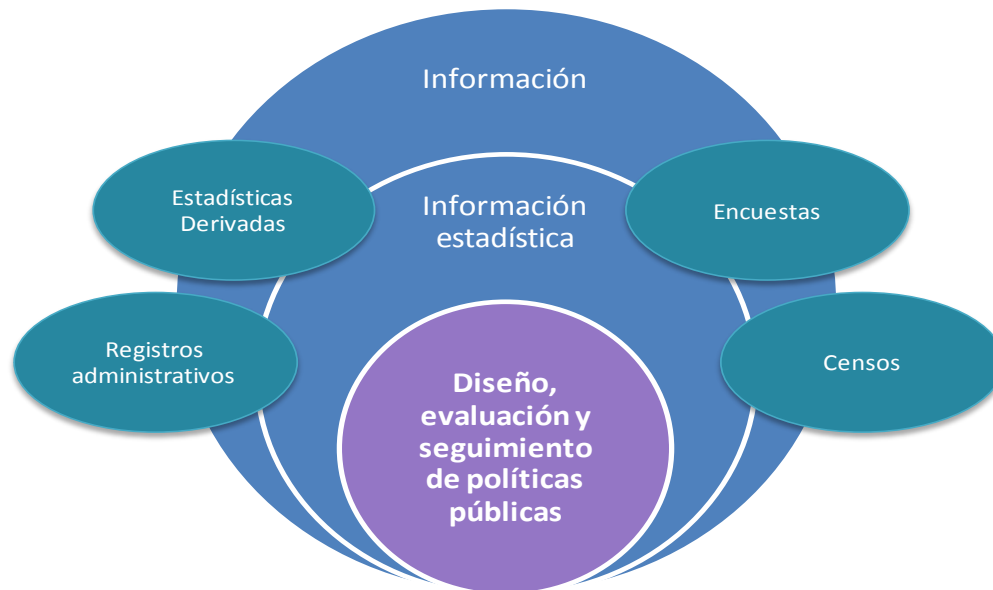 Información
Estadísticas
Derivadas
Información
estadística
Encuestas
Registros
administrativos
Censos
Diseño,
evaluación y
seguimiento
de políticas
públicas